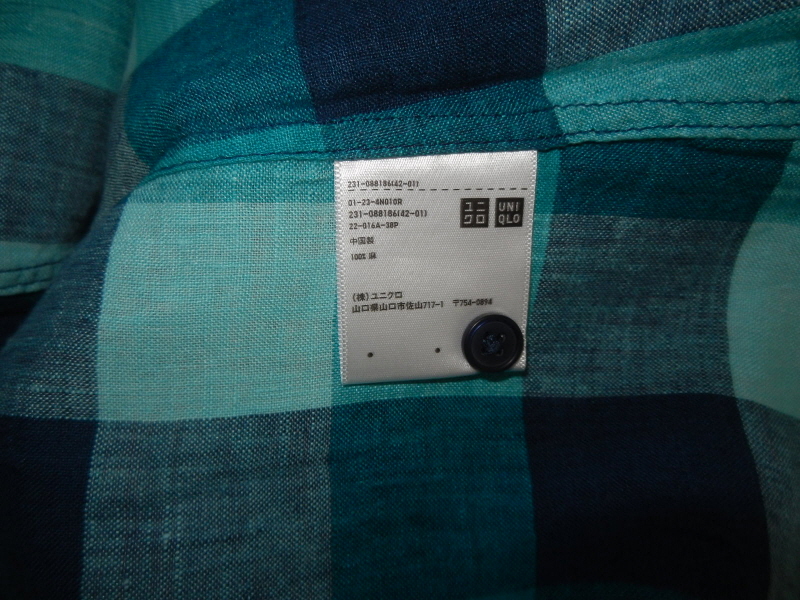 231-088186(42-01)
01-23-4N010R
231-088186(42-01)
22-016A-38P
中国製
100% 麻
ユニクロ
UNIQLO
(株)ユニクロ
山口県山口市佐山717-1 〒754-0894